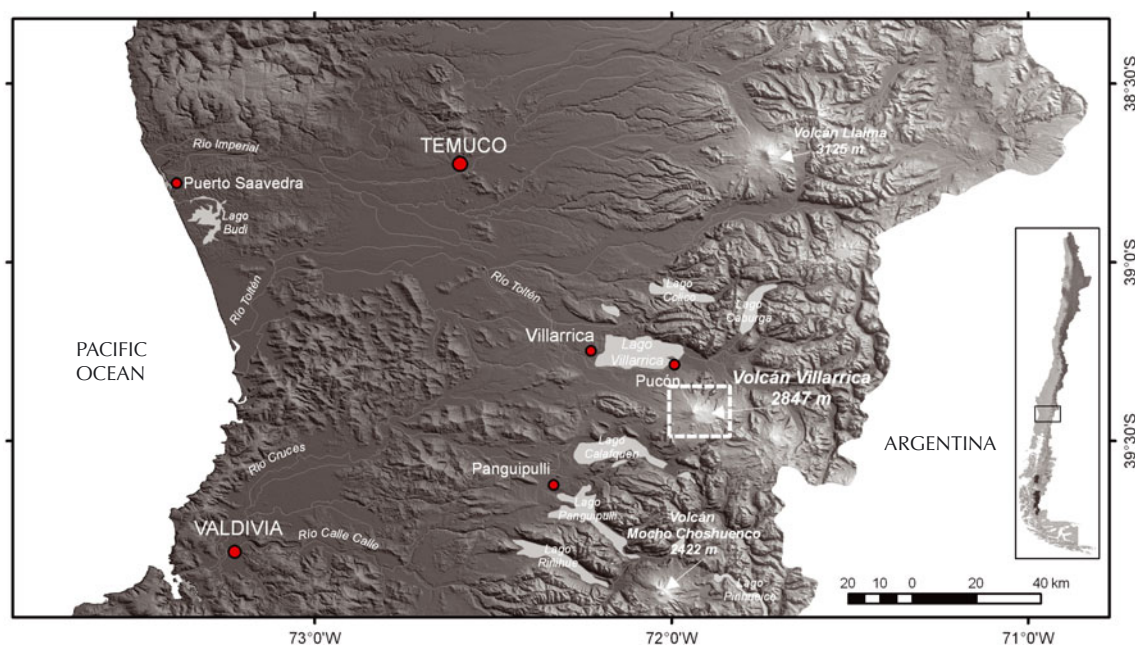 38°30'S
Volcán Llaima
3125 m
TEMUCO
Río Imperial
Puerto Saavedra
Lago
Budi
39°0'S
Río Toltén
Río Toltén
Lago
Colico
Lago
Caburga
Villarrica
Lago
Villarrica
PACIFIC
OCEAN
Pucón
Volcán Villarrica
2847 m
ARGENTINA
39°30'S
Lago
Calafquen
Río Cruces
Panguipulli
Lago
Panguipulli
Volcán
Mocho Choshuenco
2422 m
VALDIVIA
Río Calle Calle
Lago
Riñihue
Lago
Pirihueico
20 10 0 20 40 km
73°0'W
72°0'W
71°0'W